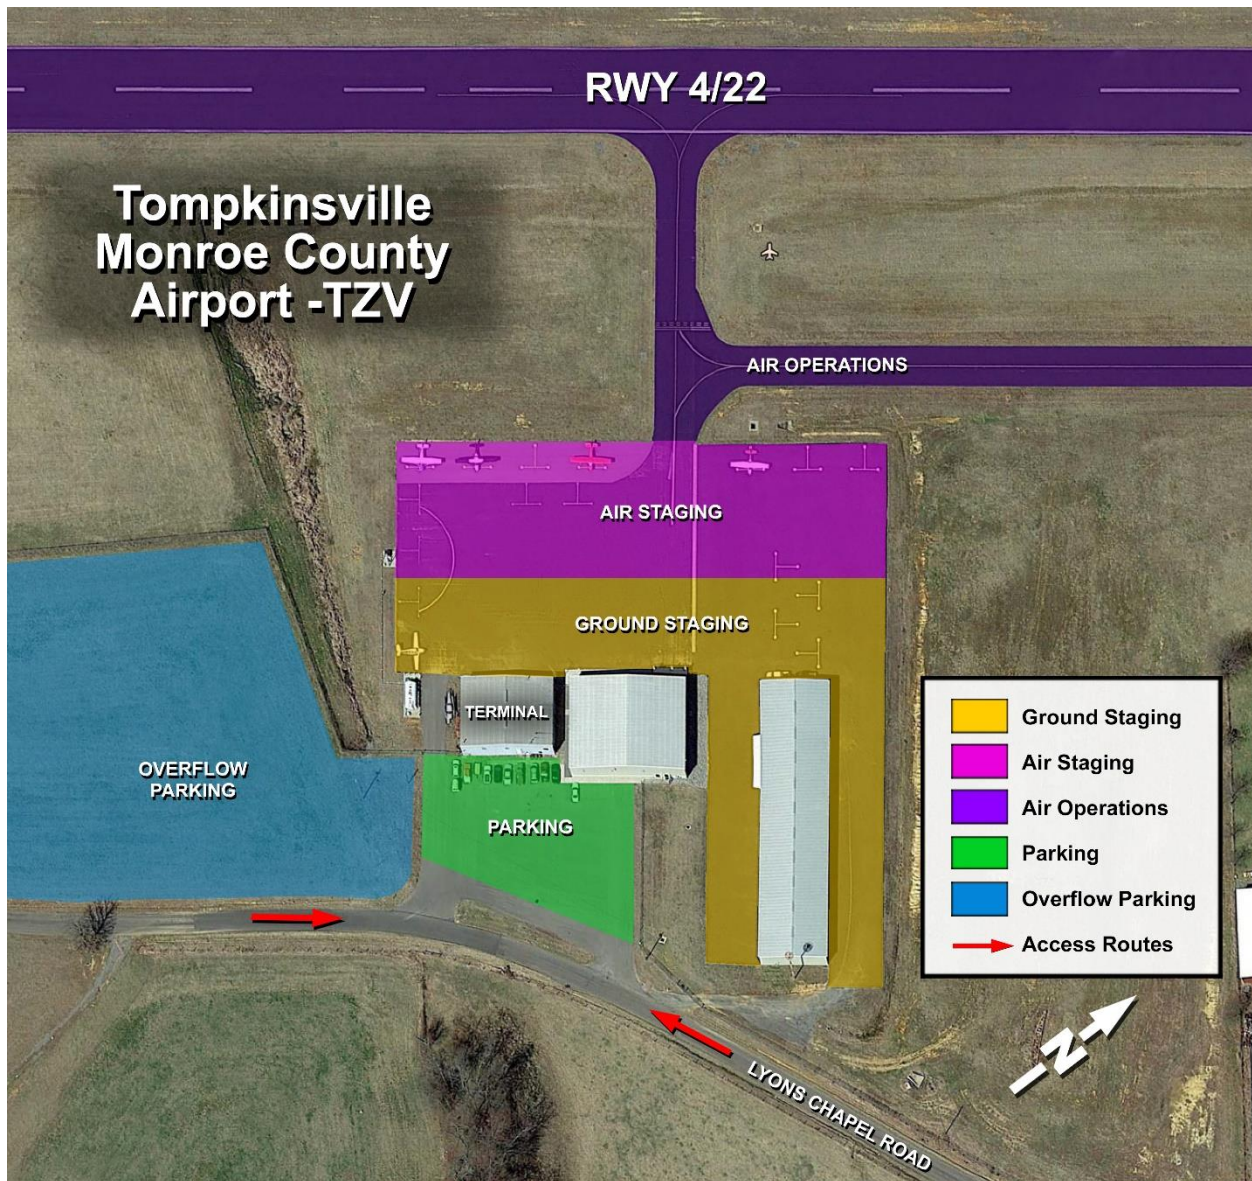 RWY 4/22
Tompkinsville
Monroe County
Airport -TZV
AIR OPERATIONS
AIR STAGING
GROUND STAGING
TERMINAL
OVERFLOW
PARKING
PARKING
Ground Staging
Air Staging
Air Operations
Parking
Overflow Parking
Access Routes
N
LYONS CHAPEL ROAD